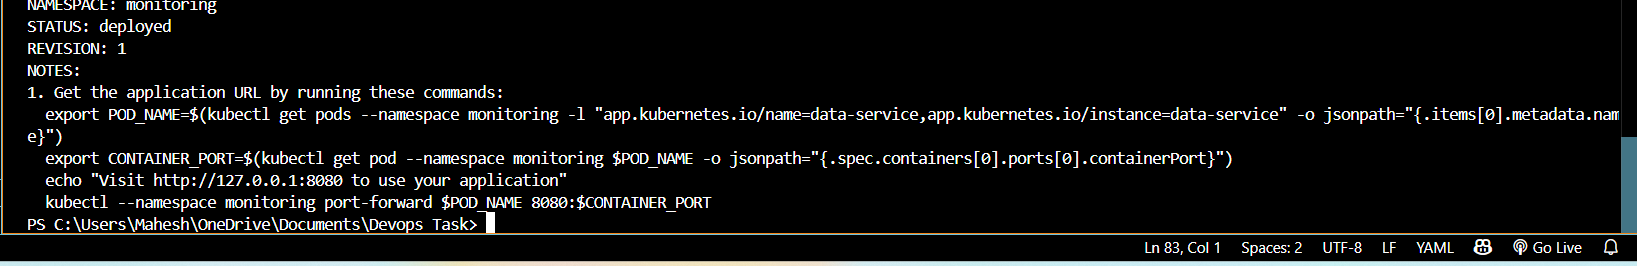 NAMESPACE: monitoring
STATUS: deployed
REVISION: 1
NOTES:
1. Get the application URL by running these commands:
  export POD_NAME=$(kubectl get pods --namespace monitoring -l "app.kubernetes.io/name=data-service,app.kubernetes.io/instance=data-service" -o jsonpath="{.items[0].metadata.nam
e}")
  export CONTAINER_PORT=$(kubectl get pod --namespace monitoring $POD_NAME -o jsonpath="{.spec.containers[0].ports[0].containerPort}")
  echo "Visit http://127.0.0.1:8080 to use your application"
  kubectl --namespace monitoring port-forward $POD_NAME 8080:$CONTAINER_PORT
PS C:\Users\Mahesh\OneDrive\Documents\Devops Task>
Ln 83, Col 1 Spaces: 2 UTF-8 LF YAML Go Live